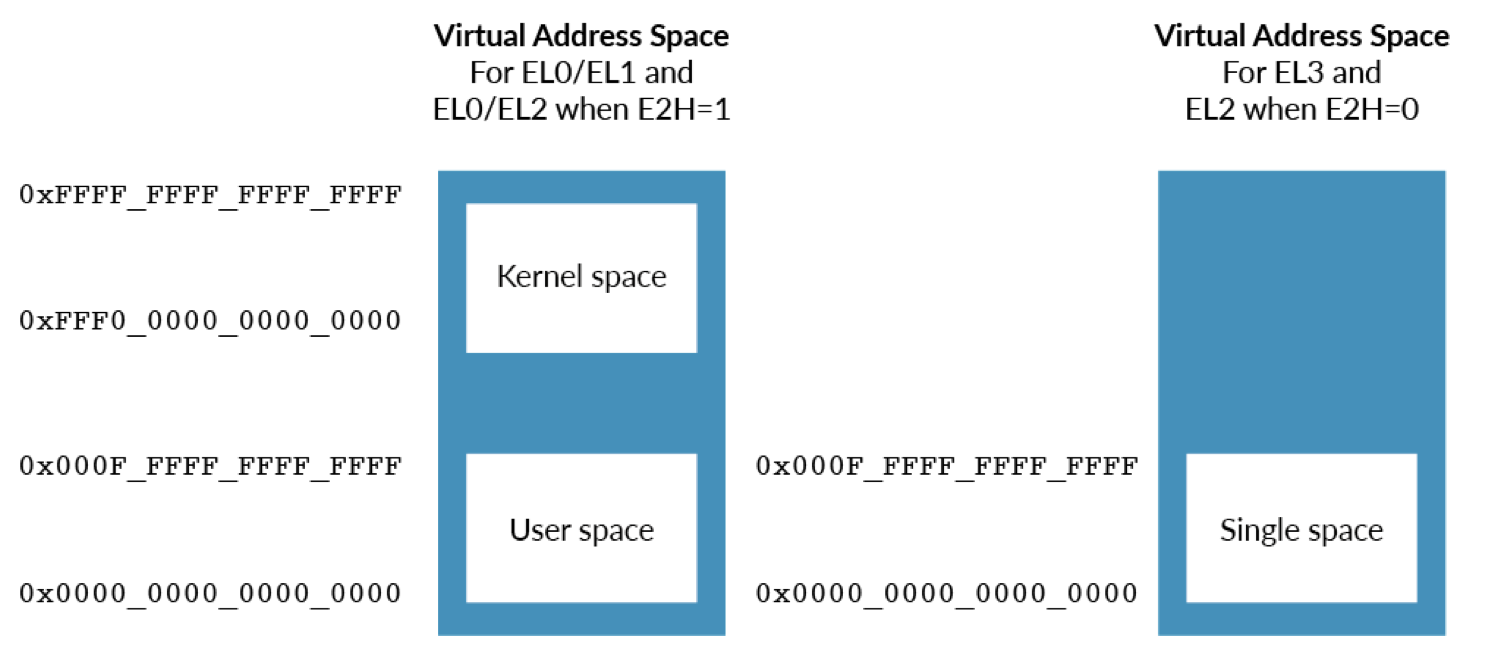 Virtual Address Space
For EL0/EL1 and
EL0/EL2 when E2H=1
0xFFFF_FFFF_FFFF_FFFF
Kernel space
0xFFF0_0000_0000_0000
0x000F_FFFF_FFFF_FFFF
User space
0x0000_0000_0000_0000
Virtual Address Space
For EL3 and
EL2 when E2H=0
0x000F_FFFF_FFFF_FFFF
Single space
0x0000_0000_0000_0000